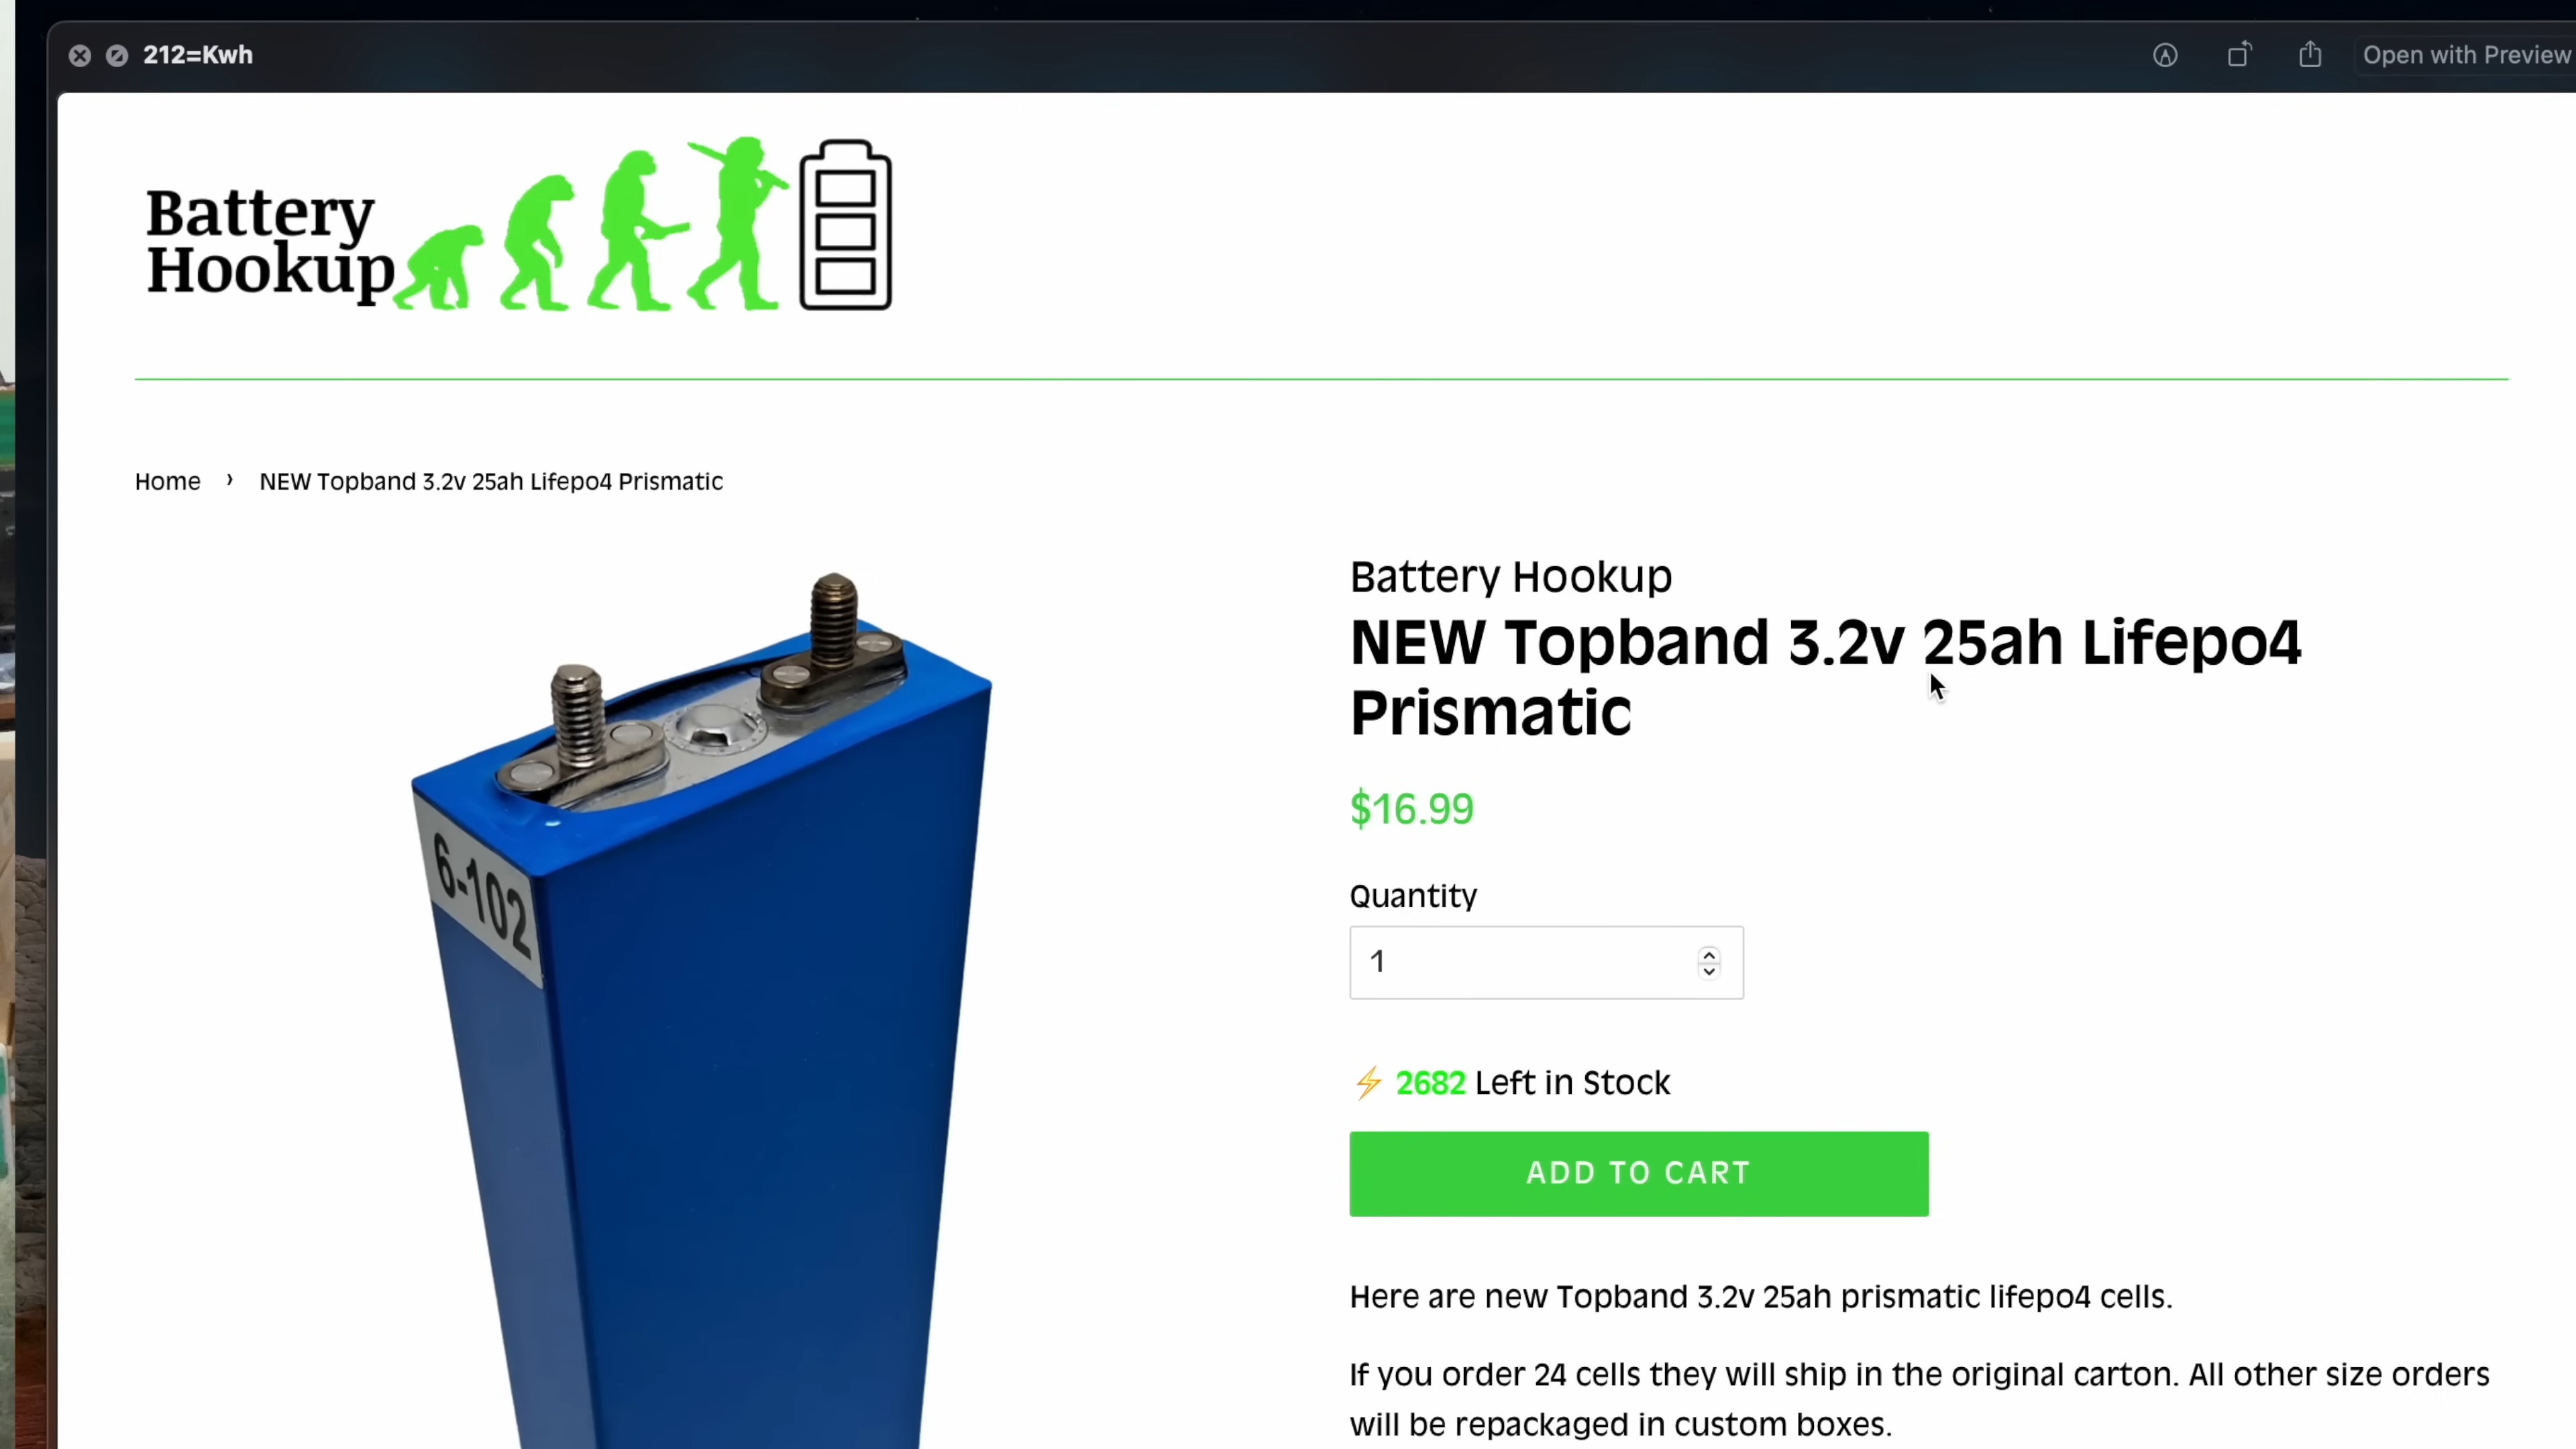 212=Kwh
Open with Preview
Battery
Hookup
Home › NEW Topband 3.2v 25ah Lifepo4 Prismatic
Battery Hookup
NEW Topband 3.2v 25ah Lifepo4
Prismatic
$16.99
Quantity
1
⚡ 2682 Left in Stock
ADD TO CART
6-102
Here are new Topband 3.2v 25ah prismatic lifepo4 cells.
If you order 24 cells they will ship in the original carton. All other size orders
will be repackaged in custom boxes.